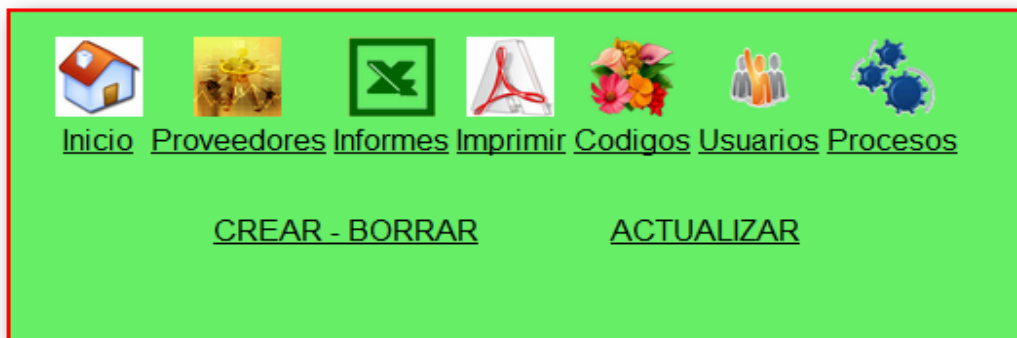 Inicio Proveedores Informes Imprimir Codigos Usuarios Procesos
CREAR - BORRAR ACTUALIZAR